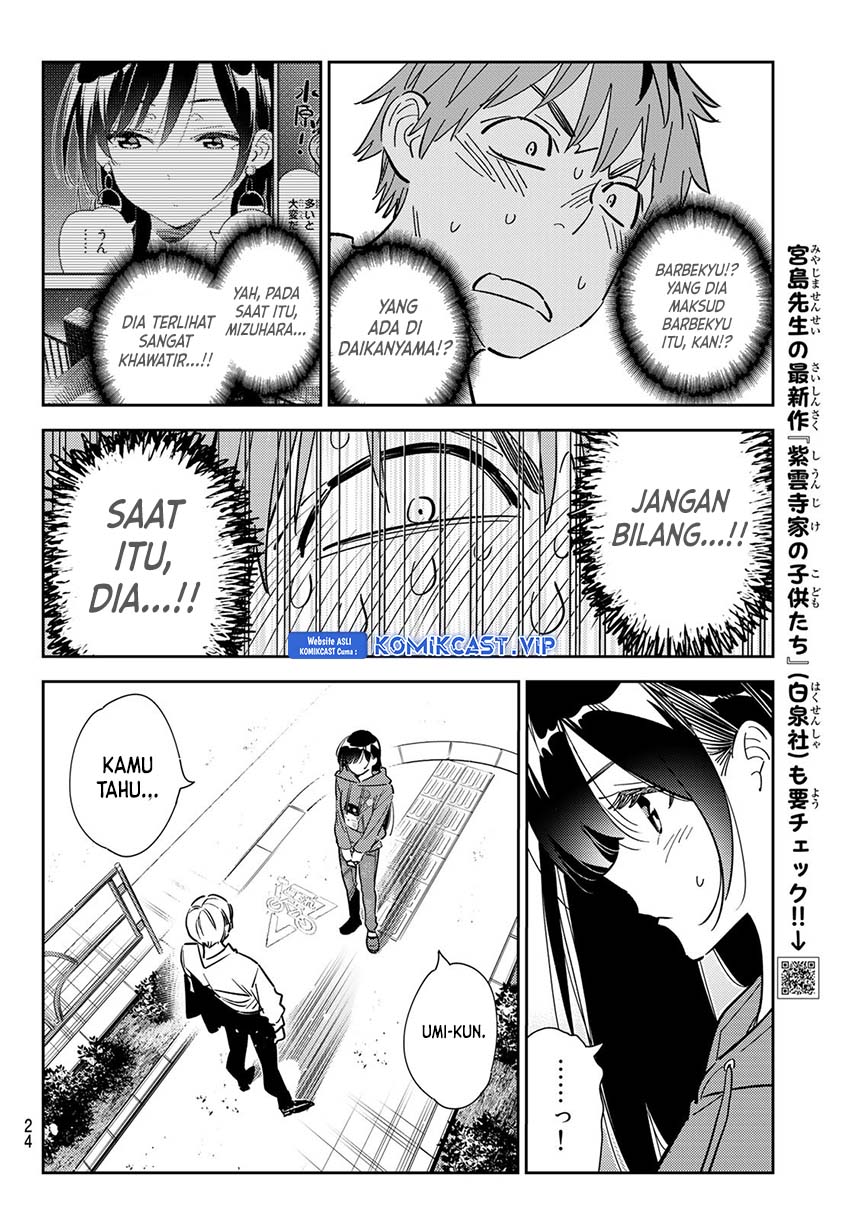 BARBEKYU!?
YANG DIA
MAKSUD
BARBEKYU
ITU, KAN!?
YANG
ADA DI
DAIKANYAMA!?
水原!!
多いと
大変だ
うん
YAH, PADA
SAAT ITU,
MIZUHARA...
DIA TERLIHAT
SANGAT
KHAWATIR...!!
JANGAN
BILANG...!!
SAAT
ITU,
DIA...!!
Website ASLI
KOMIKCAST Cuma :
KOMIKCAST.VIP
……っ!
KAMU
TAHU...
UMI-KUN.
宮島先生の最新作『紫雲寺家の子供たち』(白泉社)も要チェック!!→
24